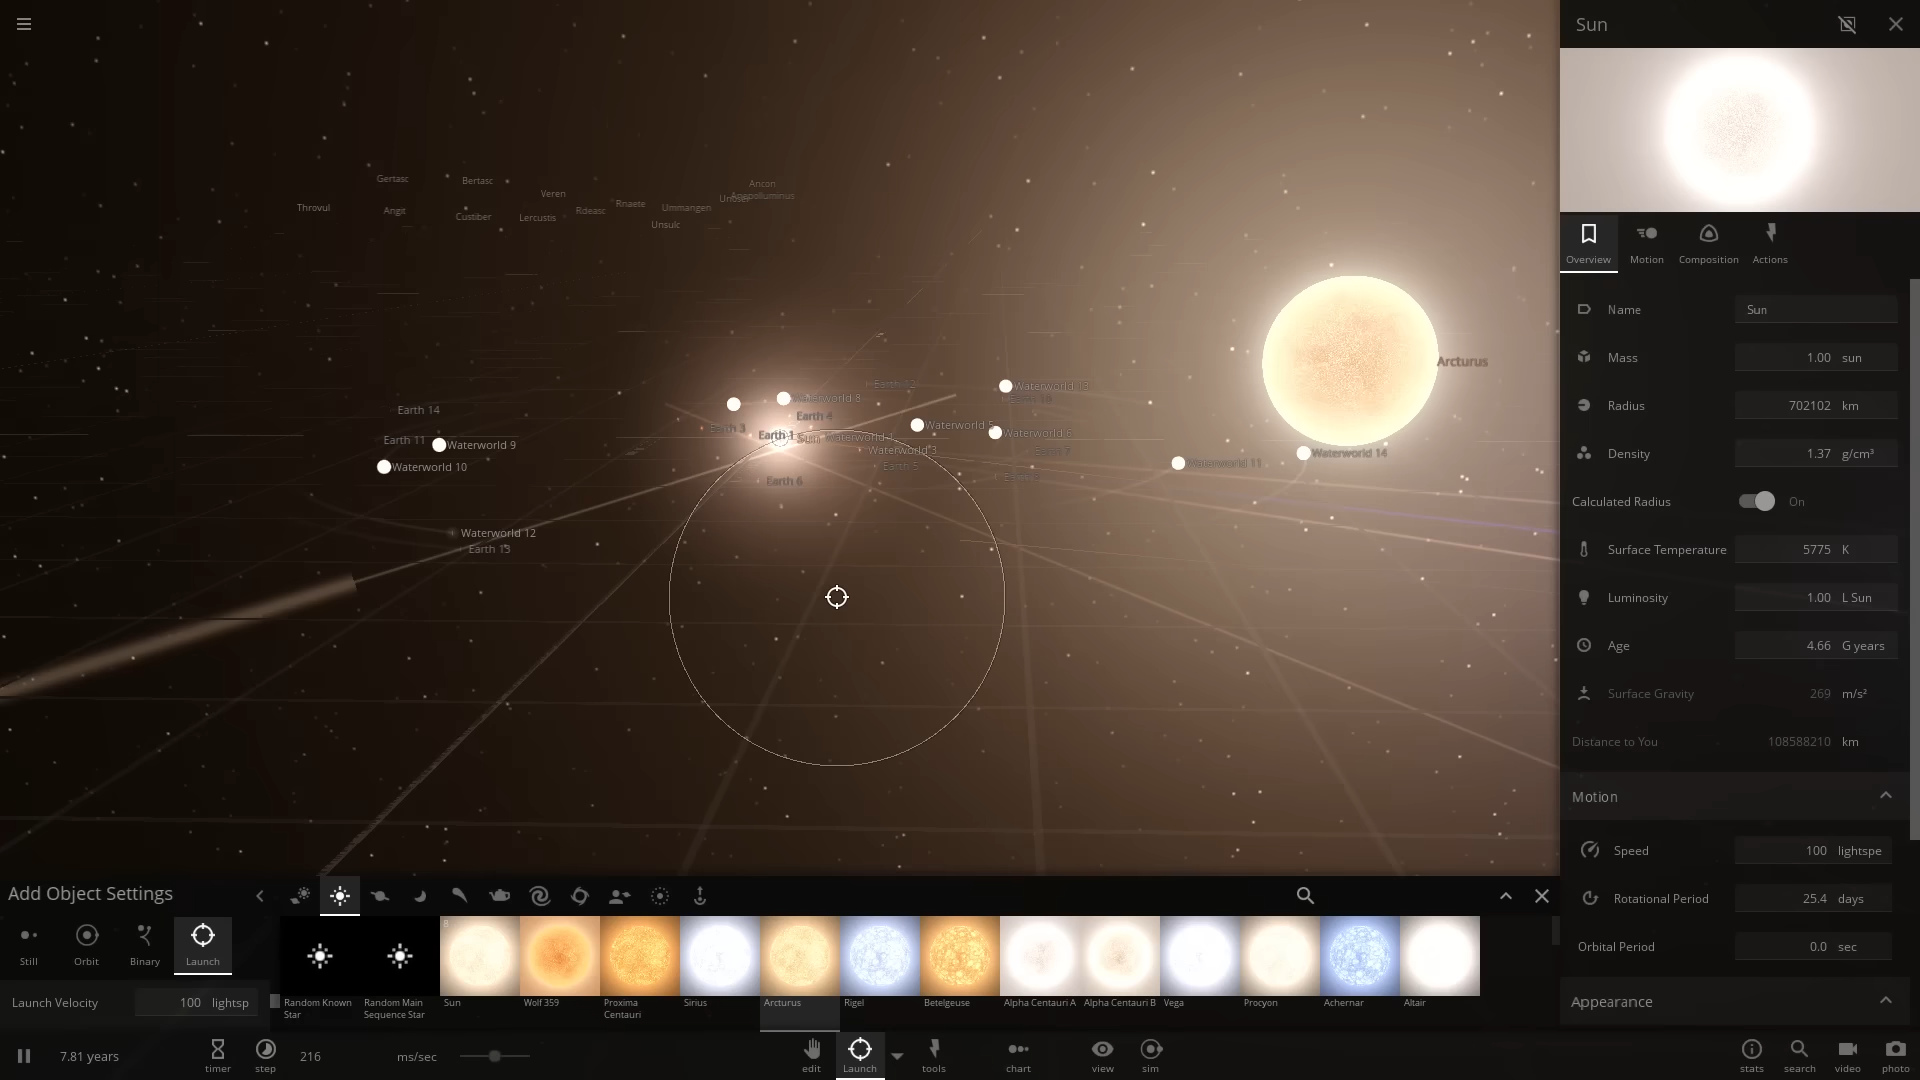 Sun
Gertasc
Bertasc
Ancon
Veren
Throvul
Angit
Custiber
Lercustis
Rdeasc
Rnaete
Ummangen
Unsulc
Arcturus
Earth 12
Waterworld 13
Waterworld 8
Earth 14
Earth 4
Earth 3
Waterworld 5
Earth 1
Sun
Waterworld 6
Earth 11
Waterworld 9
Waterworld 3
Earth 7
Waterworld 14
Waterworld 10
Earth 5
Waterworld 11
Earth 6
Waterworld 12
Earth 13
Overview
Motion
Composition
Actions
Name Sun
Mass 1.00 sun
Radius 702102 km
Density 1.37 g/cm³
Calculated Radius On
Surface Temperature 5775 K
Luminosity 1.00 L Sun
Age 4.66 G years
Surface Gravity 269 m/s²
Distance to You 108588210 km
Motion
Speed 100 lightspe
Rotational Period 25.4 days
Orbital Period 0.0 sec
Appearance
Add Object Settings
Still
Orbit
Binary
Launch
Launch Velocity 100 lightsp
Random Known Star
Random Main Sequence Star
Sun
Wolf 359
Proxima Centauri
Sirius
Arcturus
Rigel
Betelgeuse
Alpha Centauri A
Alpha Centauri B
Vega
Procyon
Achernar
Altair
7.81 years
timer
step
216 ms/sec
edit
Launch
tools
chart
view
sim
stats
search
video
photo